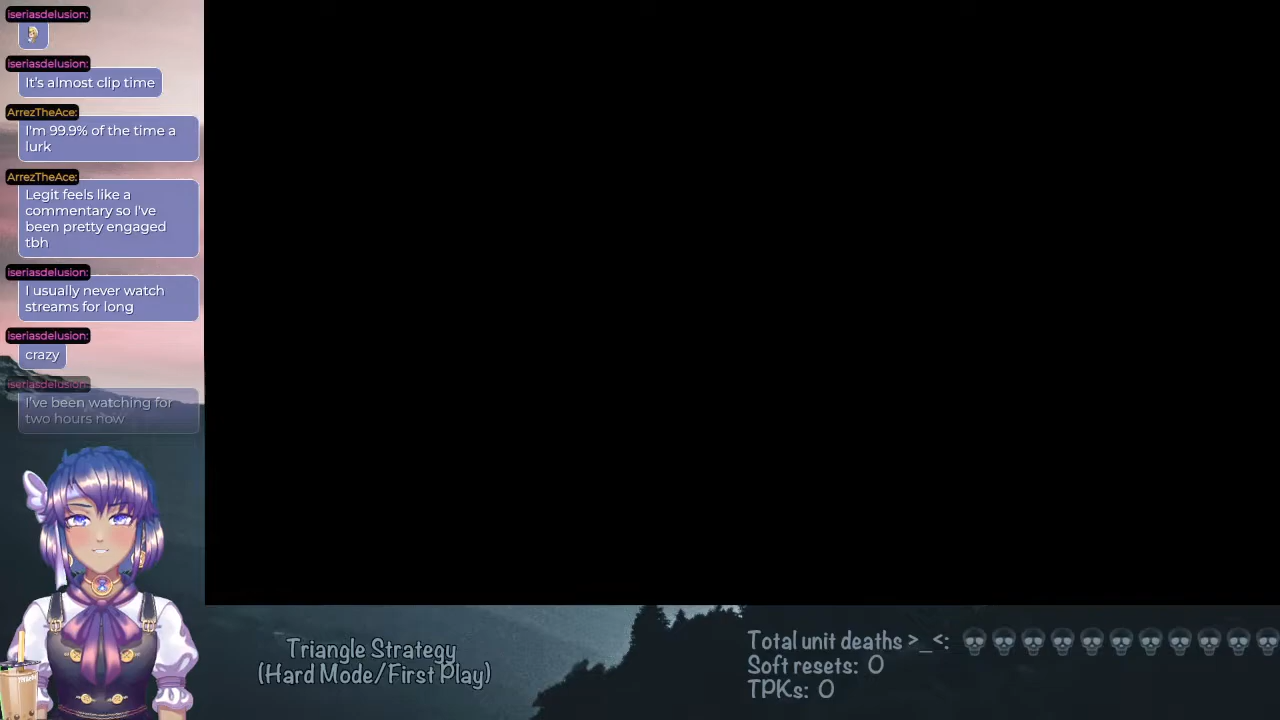 iseriasdelusion:
iseriasdelusion:
It's almost clip time
ArrezTheAce:
I'm 99.9% of the time a
lurk
ArrezTheAce:
Legit feels like a
commentary so I've
been pretty engaged
tbh
iseriasdelusion:
I usually never watch
streams for long
iseriasdelusion:
crazy
iseriasdelusion:
I've been watching for
two hours now
Triangle Strategy
(Hard Mode/First Play)
Total unit deaths >_<:
Soft resets: 0
TPKs: 0